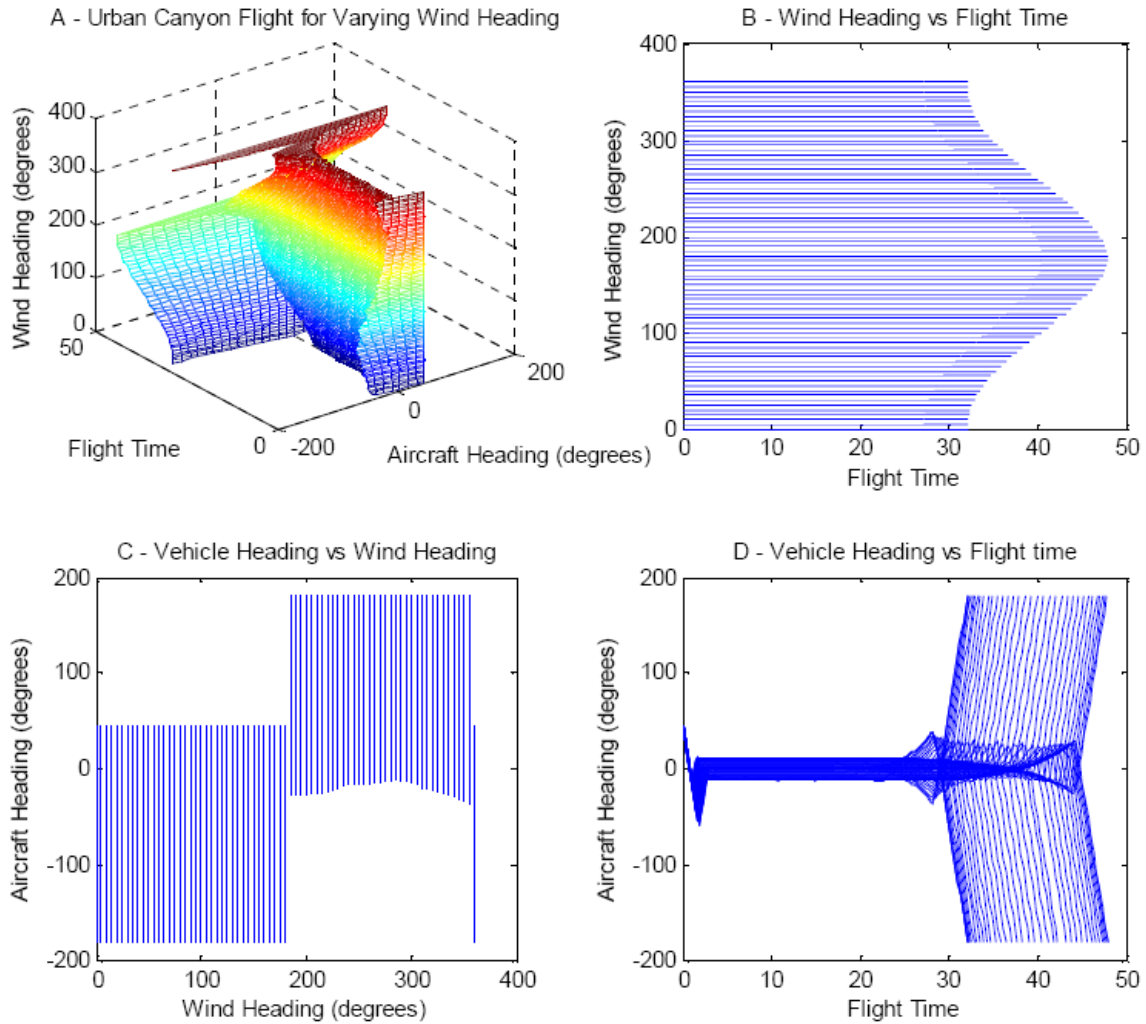 A - Urban Canyon Flight for Varying Wind Heading
Wind Heading (degrees)
400
300
200
100
0
50
Flight Time
0
-200
0
200
Aircraft Heading (degrees)
B - Wind Heading vs Flight Time
Wind Heading (degrees)
400
300
200
100
0
0 10 20 30 40 50
Flight Time
C - Vehicle Heading vs Wind Heading
Aircraft Heading (degrees)
200
100
0
-100
-200
0 100 200 300 400
Wind Heading (degrees)
D - Vehicle Heading vs Flight time
Aircraft Heading (degrees)
200
100
0
-100
-200
0 10 20 30 40 50
Flight Time